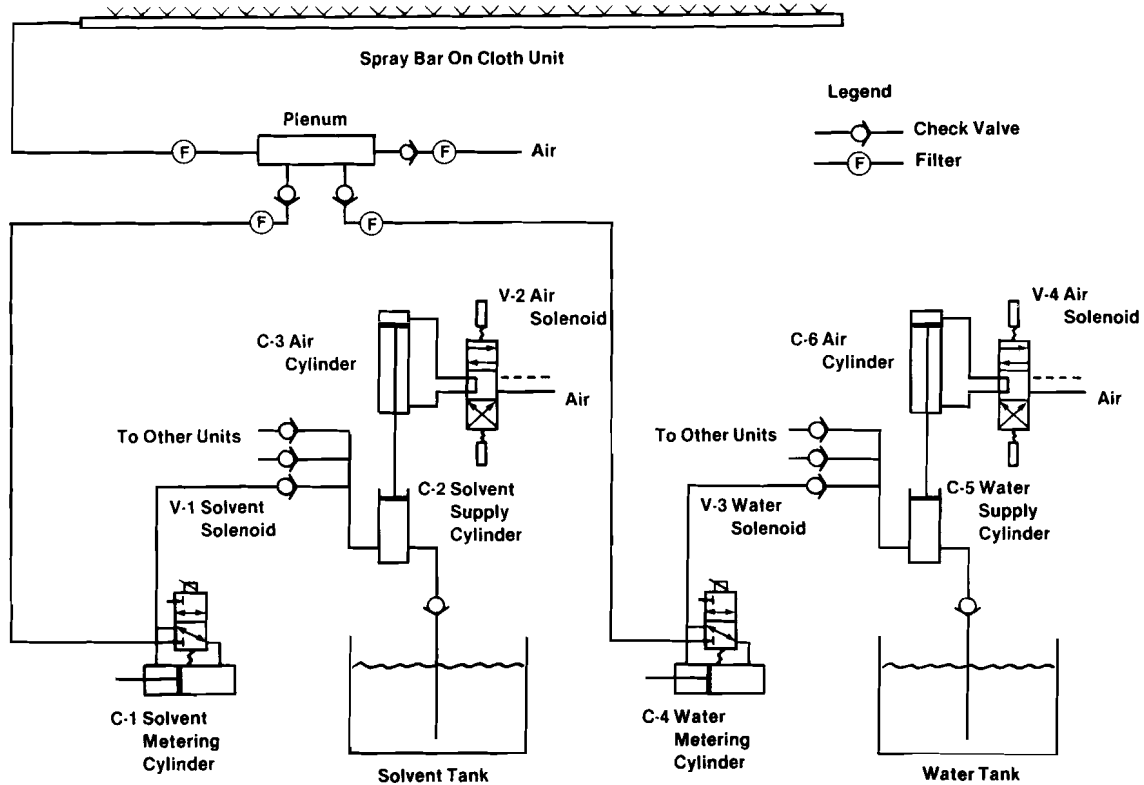 Spray Bar On Cloth Unit
Legend
Check Valve
F Filter
Plenum
F
F Air
F F
V-2 Air
Solenoid
C-3 Air
Cylinder
Air
To Other Units
V-1 Solvent
Solenoid
C-2 Solvent
Supply
Cylinder
C-1 Solvent
Metering
Cylinder
Solvent Tank
V-4 Air
Solenoid
C-6 Air
Cylinder
Air
To Other Units
V-3 Water
Solenoid
C-5 Water
Supply
Cylinder
C-4 Water
Metering
Cylinder
Water Tank